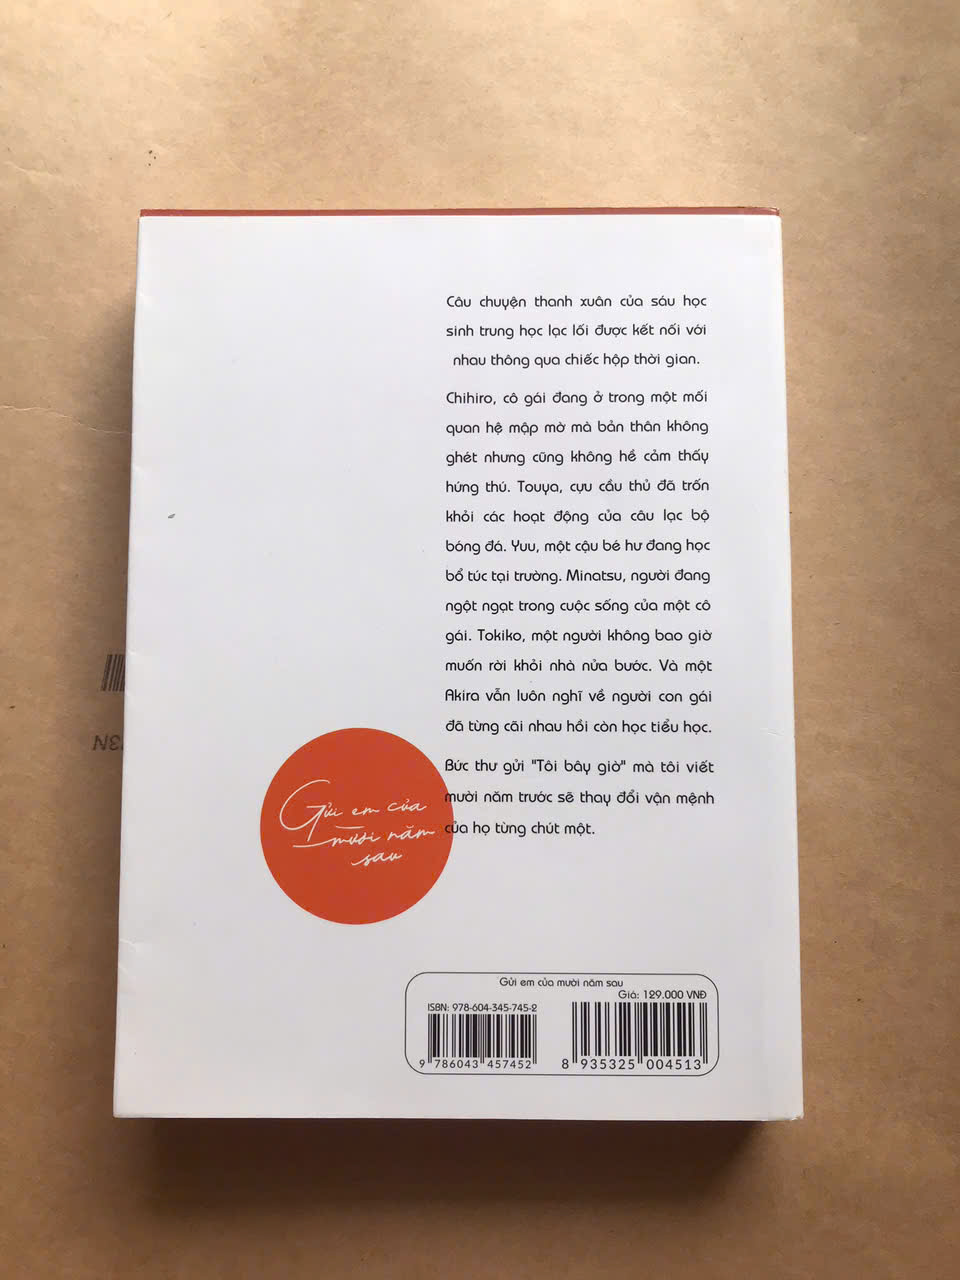 Câu chuyện thanh xuân của sáu học
sinh trung học lạc lối được kết nối với
nhau thông qua chiếc hộp thời gian.
Chihiro, cô gái đang ở trong một mối
quan hệ mập mờ mà bản thân không
ghét nhưng cũng không hề cảm thấy
hứng thú. Touya, cựu cầu thủ đã trốn
khỏi các hoạt động của câu lạc bộ
bóng đá. Yuu, một cậu bé hư đang học
bổ túc tại trường. Minatsu, người đang
ngột ngạt trong cuộc sống của một cô
gái. Tokiko, một người không bao giờ
muốn rời khỏi nhà nửa bước. Và một
Akira vẫn luôn nghĩ về người con gái
đã từng cãi nhau hồi còn học tiểu học.
Bức thư gửi "Tôi bây giờ" mà tôi viết
mười năm trước sẽ thay đổi vận mệnh
của họ từng chút một.
Gửi em của
mười năm
sau
Gửi em của mười năm sau
Giá: 129.000 VNĐ
ISBN: 978-604-345-745-2
9 786043 457452
8 935325 004513